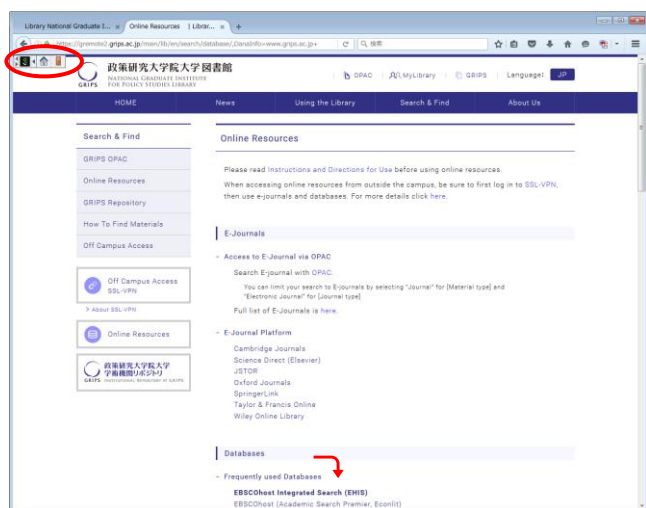 Library National Graduate I...
Online Resources | Librar...
https://gremote2.grips.ac.jp/main/lib/en/search/database/,DanaInfo=www.grips.ac.jp+
検索
政策研究大学院大学図書館
NATIONAL GRADUATE INSTITUTE
FOR POLICY STUDIES LIBRARY
GRIPS
OPAC
MyLibrary
GRIPS
Language:
JP
HOME
News
Using the Library
Search & Find
About Us
Search & Find
GRIPS OPAC
Online Resources
GRIPS Repository
How To Find Materials
Off Campus Access
Off Campus Access
SSL-VPN
> About SSL-VPN
Online Resources
政策研究大学院大学
学術機関リポジトリ
GRIPS Institutional Repository of GRIPS
Online Resources
Please read Instructions and Directions for Use before using online resources.
When accessing online resources from outside the campus, be sure to first log in to SSL-VPN,
then use e-journals and databases. For more details click here.
E-Journals
- Access to E-Journal via OPAC
Search E-journal with OPAC.
You can limit your search to E-journals by selecting "Journal" for [Material type] and
"Electronic Journal" for [Journal type]
Full list of E-Journals is here.
- E-Journal Platform
Cambridge Journals
Science Direct (Elsevier)
JSTOR
Oxford Journals
SpringerLink
Taylor & Francis Online
Wiley Online Library
Databases
- Frequently used Databases
EBSCOhost Integrated Search (EHIS)
EBSCOhost (Academic Search Premier, Econlit)